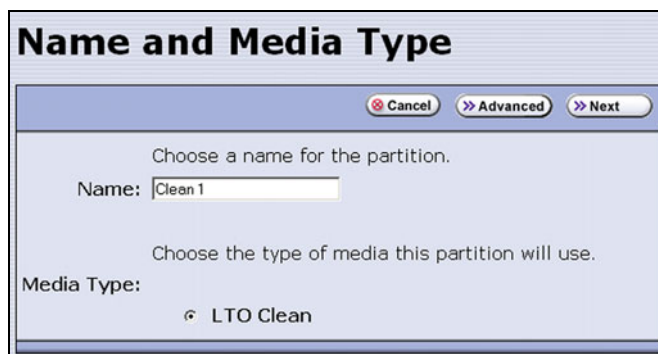 Name and Media Type
Cancel Advanced Next
Choose a name for the partition.
Name: Clean 1
Choose the type of media this partition will use.
Media Type:
LTO Clean